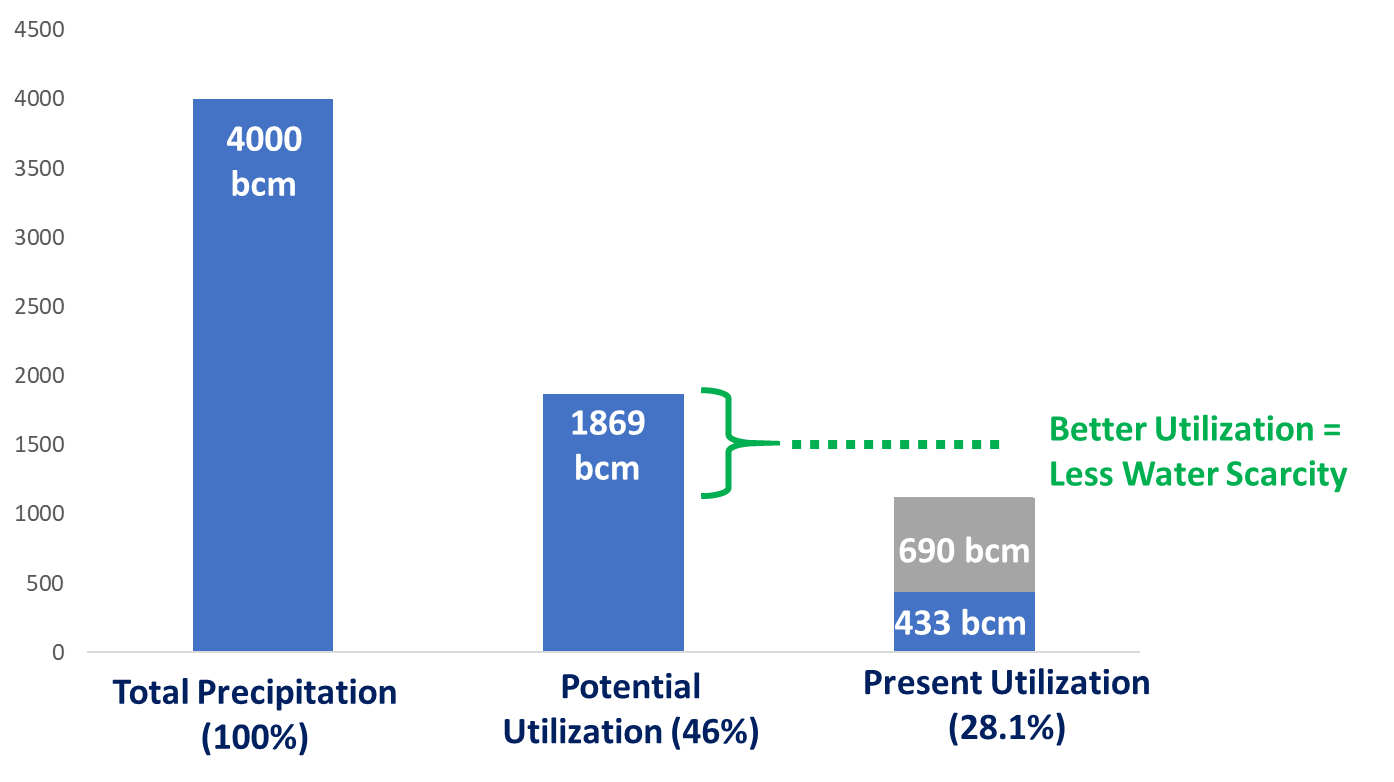 4500
4000
3500
3000
2500
2000
1500
1000
500
0
4000
bcm
1869
bcm
690 bcm
433 bcm
Better Utilization =
Less Water Scarcity
Total Precipitation
(100%)
Potential
Utilization (46%)
Present Utilization
(28.1%)